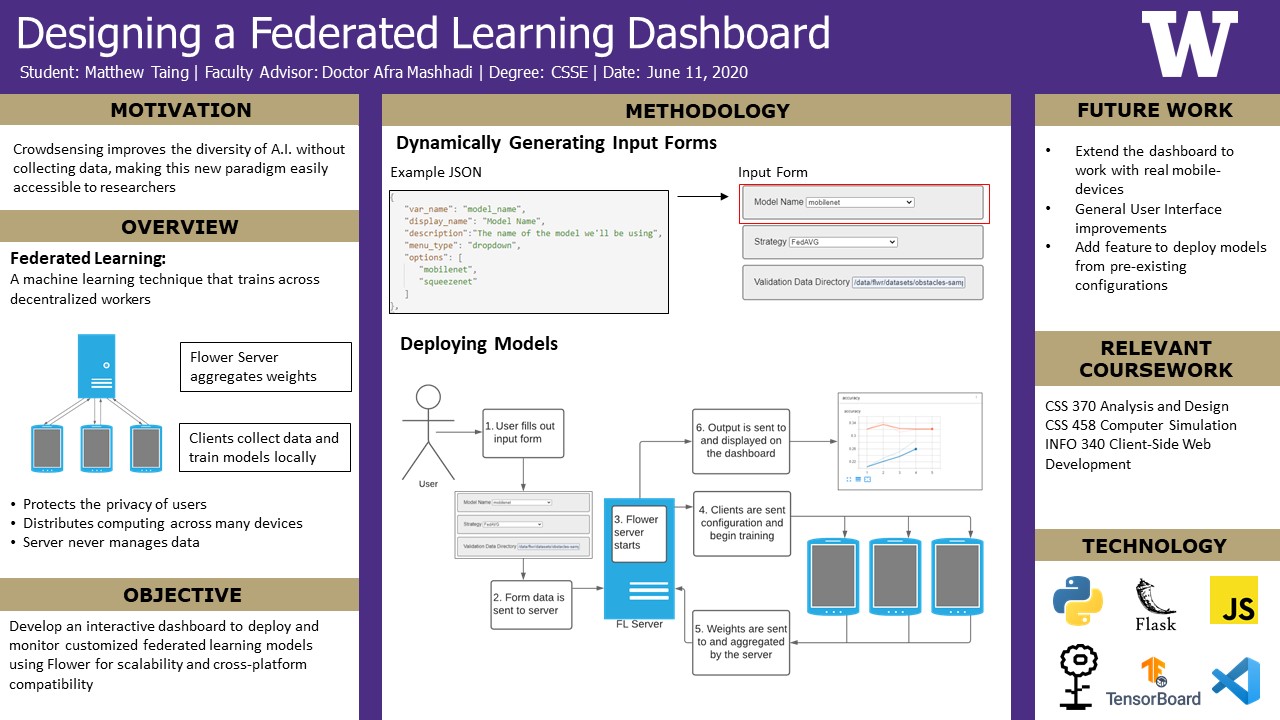 Designing a Federated Learning Dashboard
Student: Matthew Taing | Faculty Advisor: Doctor Afra Mashhadi | Degree: CSSE | Date: June 11, 2020
W
MOTIVATION
Crowdsensing improves the diversity of A.I. without
collecting data, making this new paradigm easily
accessible to researchers
OVERVIEW
Federated Learning:
A machine learning technique that trains across
decentralized workers
Flower Server
aggregates weights
Clients collect data and
train models locally
• Protects the privacy of users
• Distributes computing across many devices
• Server never manages data
OBJECTIVE
Develop an interactive dashboard to deploy and
monitor customized federated learning models
using Flower for scalability and cross-platform
compatibility
METHODOLOGY
Dynamically Generating Input Forms
Example JSON
{
"var_name": "model_name",
"display_name": "Model Name",
"description":"The name of the model we'll be using",
"menu_type": "dropdown",
"options": [
"mobilenet",
"squeezenet"
]
},
Input Form
Model Name mobilenet
Strategy FedAVG
Validation Data Directory /data/flwr/datasets/obstacles-samp
Deploying Models
User
1. User fills out
input form
Model Name mobilenet
Strategy FedAVG
Validation Data Directory /data/flwr/datasets/obstacles-samp
2. Form data is
sent to server
3. Flower
server
starts
FL Server
4. Clients are sent
configuration and
begin training
5. Weights are sent
to and aggregated
by the server
6. Output is sent to
and displayed on
the dashboard
accuracy
accuracy
1 2 3 4 5
FUTURE WORK
• Extend the dashboard to
work with real mobile-
devices
• General User Interface
improvements
• Add feature to deploy models
from pre-existing
configurations
RELEVANT
COURSEWORK
CSS 370 Analysis and Design
CSS 458 Computer Simulation
INFO 340 Client-Side Web
Development
TECHNOLOGY
Flask
JS
TensorBoard